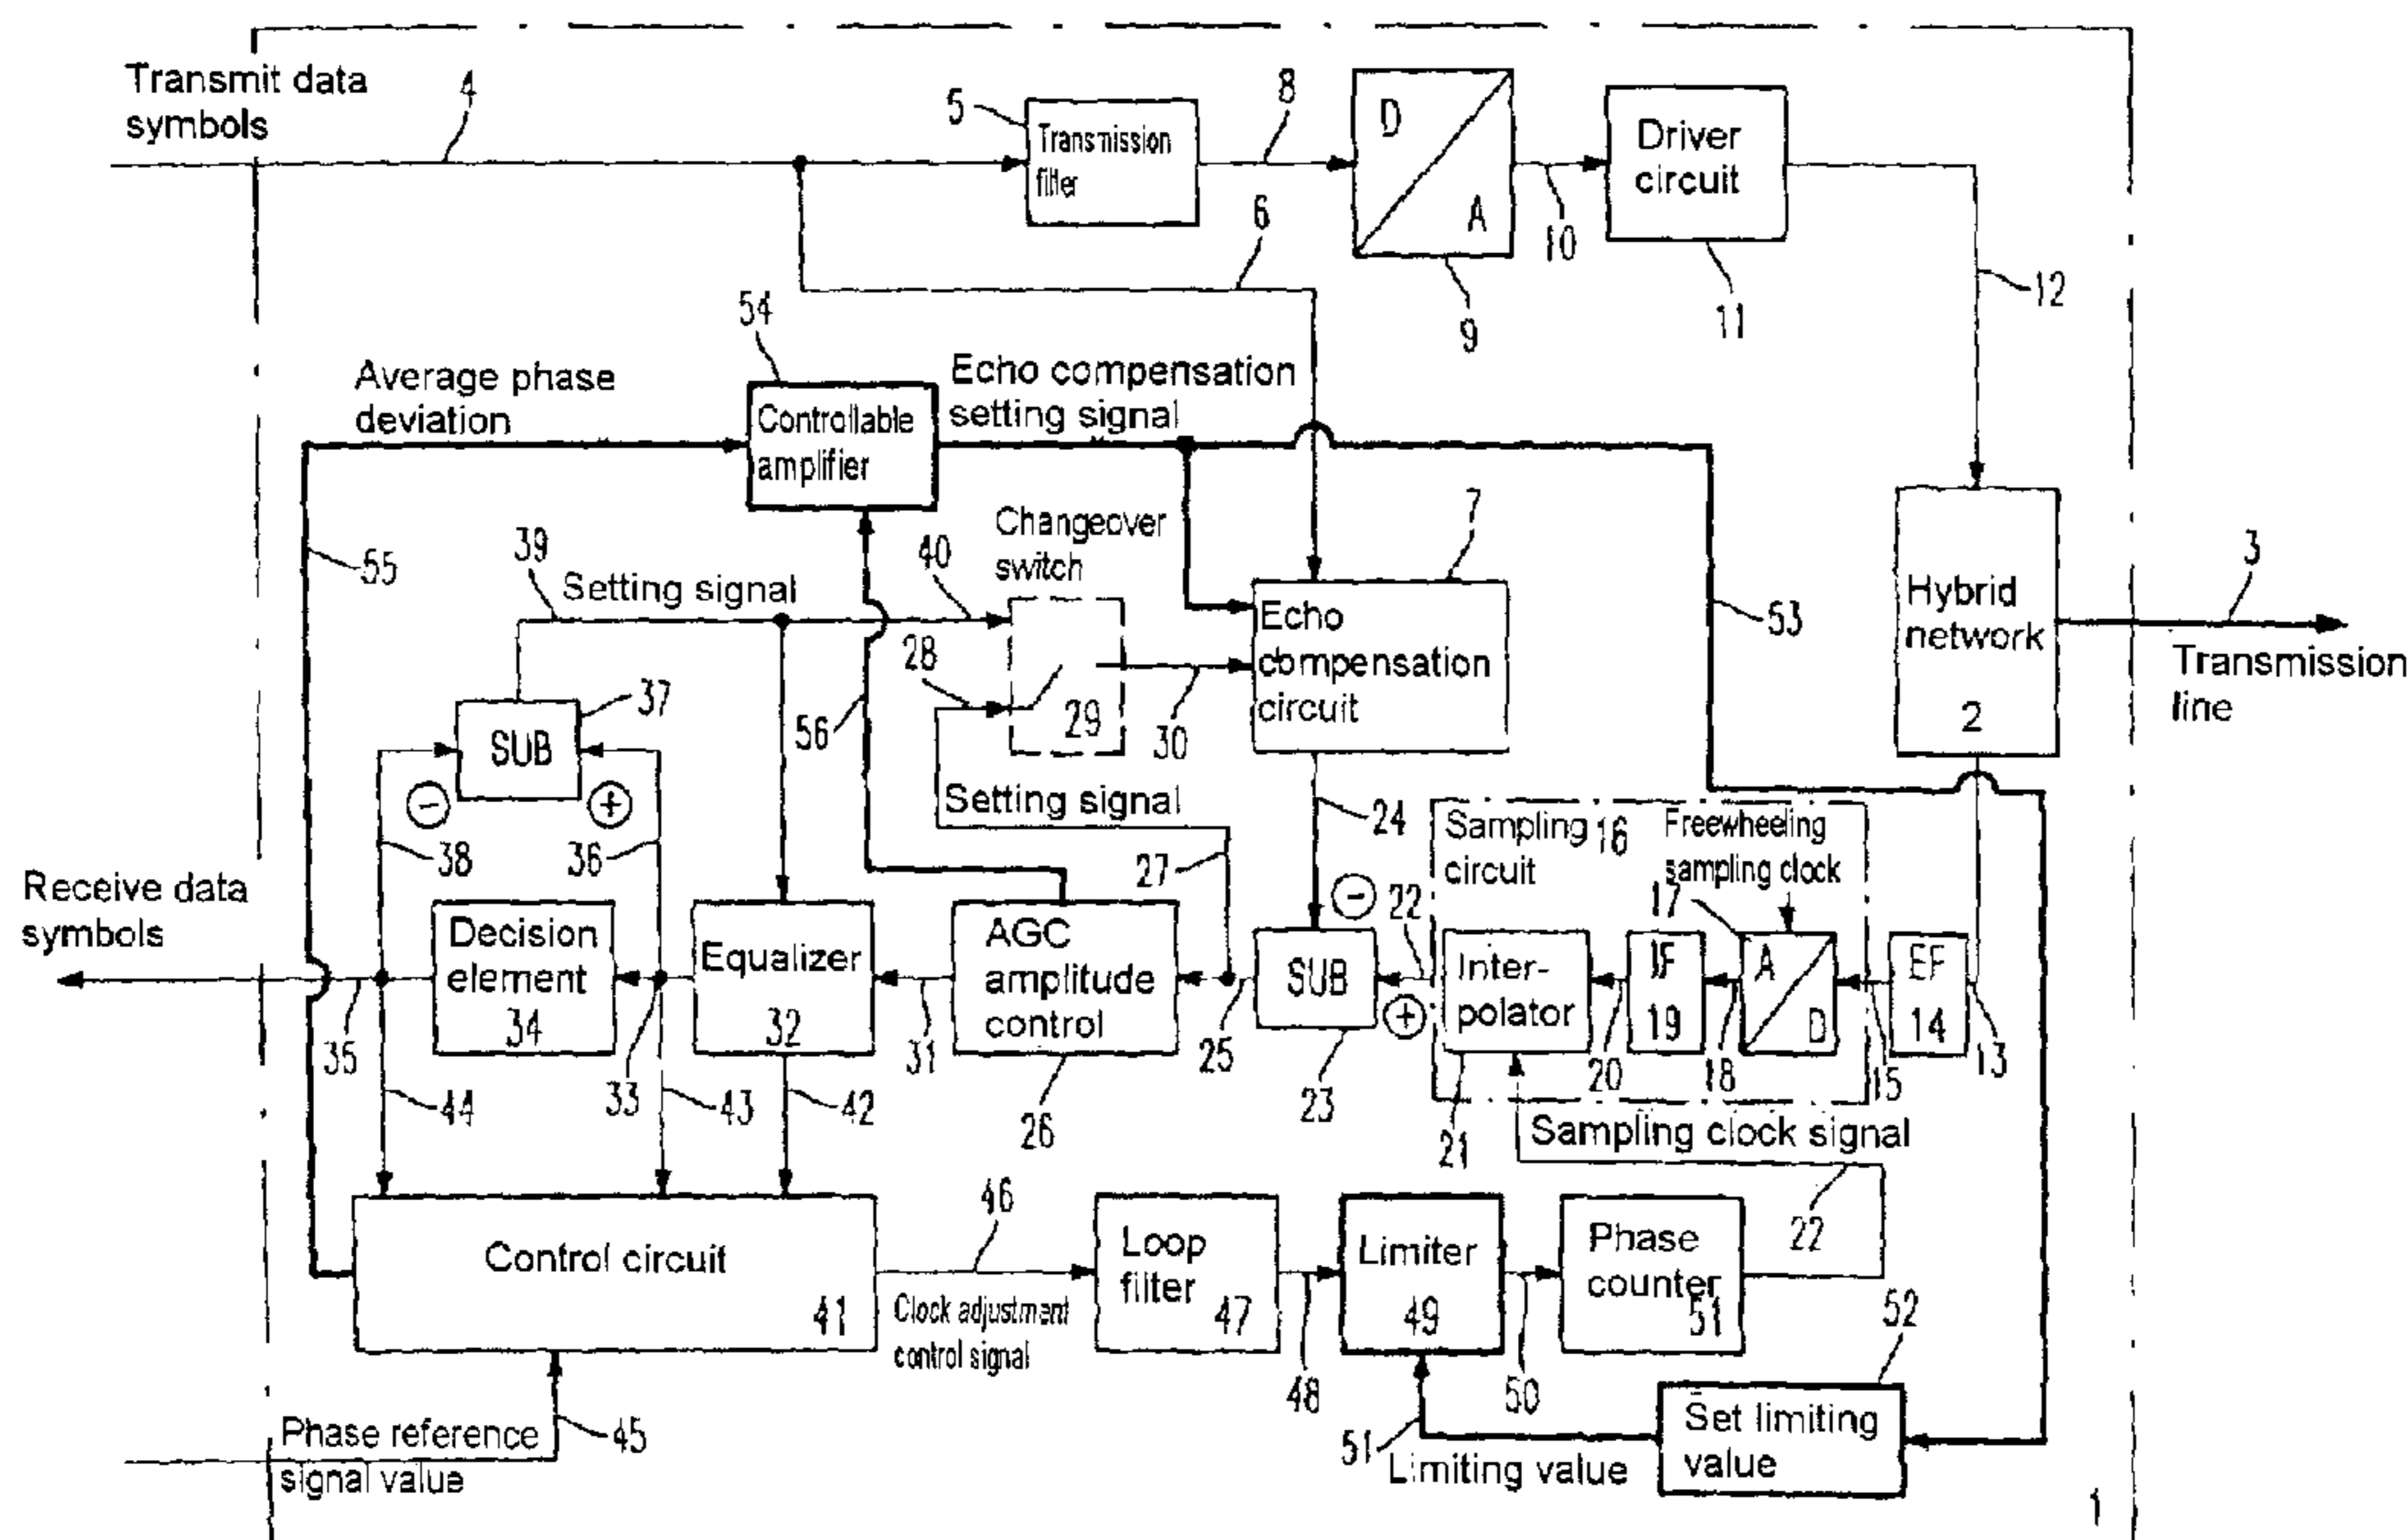 Transmit data
symbols
4
5
Transmission
filter
8
D
A
9
10
Driver
circuit
11
12
6
54
Average phase
deviation
Controllable
amplifier
Echo compensation
setting signal
55
39
Setting signal
Changeover
switch
40
28
29
30
56
7
Echo
compensation
circuit
53
Hybrid
network
2
3
Transmission
line
37
SUB
−
+
38
36
Setting signal
27
24
Sampling
circuit
16
Freewheeling
sampling clock
17
Receive data
symbols
35
Decision
element
34
33
Equalizer
32
31
AGC
amplitude
control
26
25
−
SUB
23
22
+
Inter-
polator
21
20
IF
19
18
A
D
15
EF
14
13
44
43
42
Sampling clock signal
22
Control circuit
41
46
Clock adjustment
control signal
Loop
filter
47
48
Limiter
49
50
Phase
counter
51
52
Set limiting
value
51
Limiting value
Phase reference
signal value
45
1